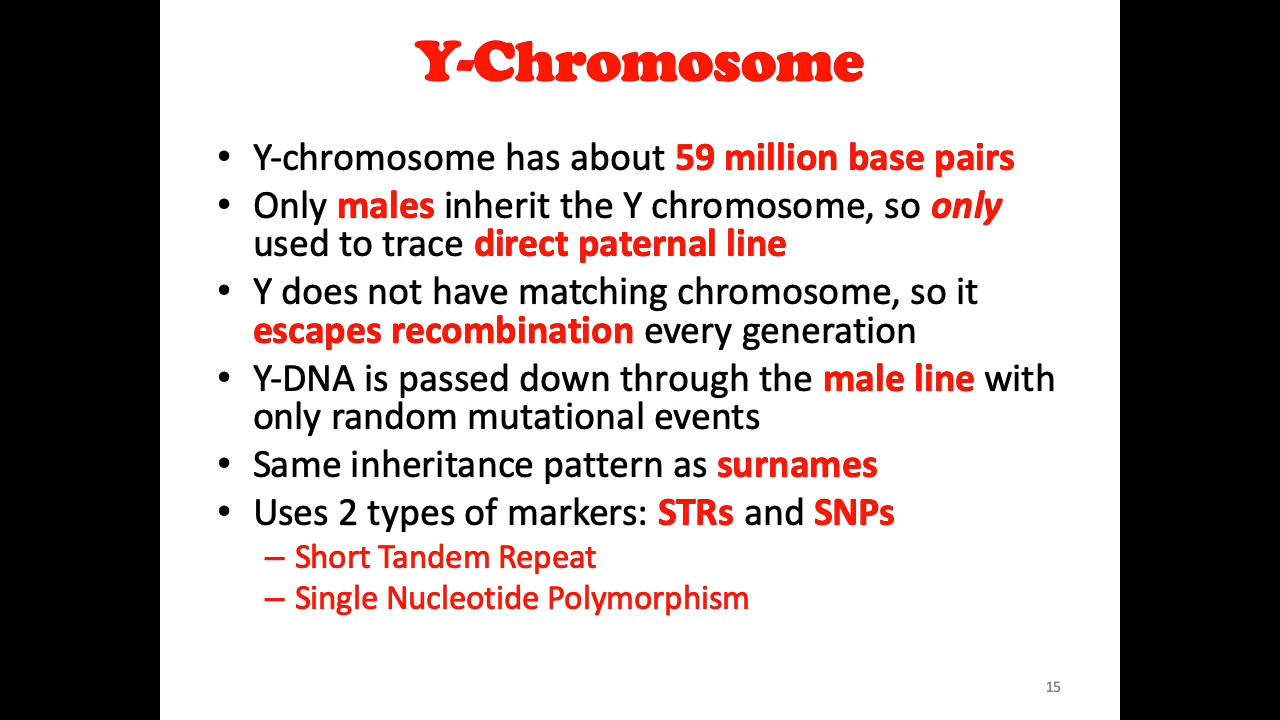 Y-Chromosome
• Y-chromosome has about 59 million base pairs
• Only males inherit the Y chromosome, so only
used to trace direct paternal line
• Y does not have matching chromosome, so it
escapes recombination every generation
• Y-DNA is passed down through the male line with
only random mutational events
• Same inheritance pattern as surnames
• Uses 2 types of markers: STRs and SNPs
– Short Tandem Repeat
– Single Nucleotide Polymorphism
15